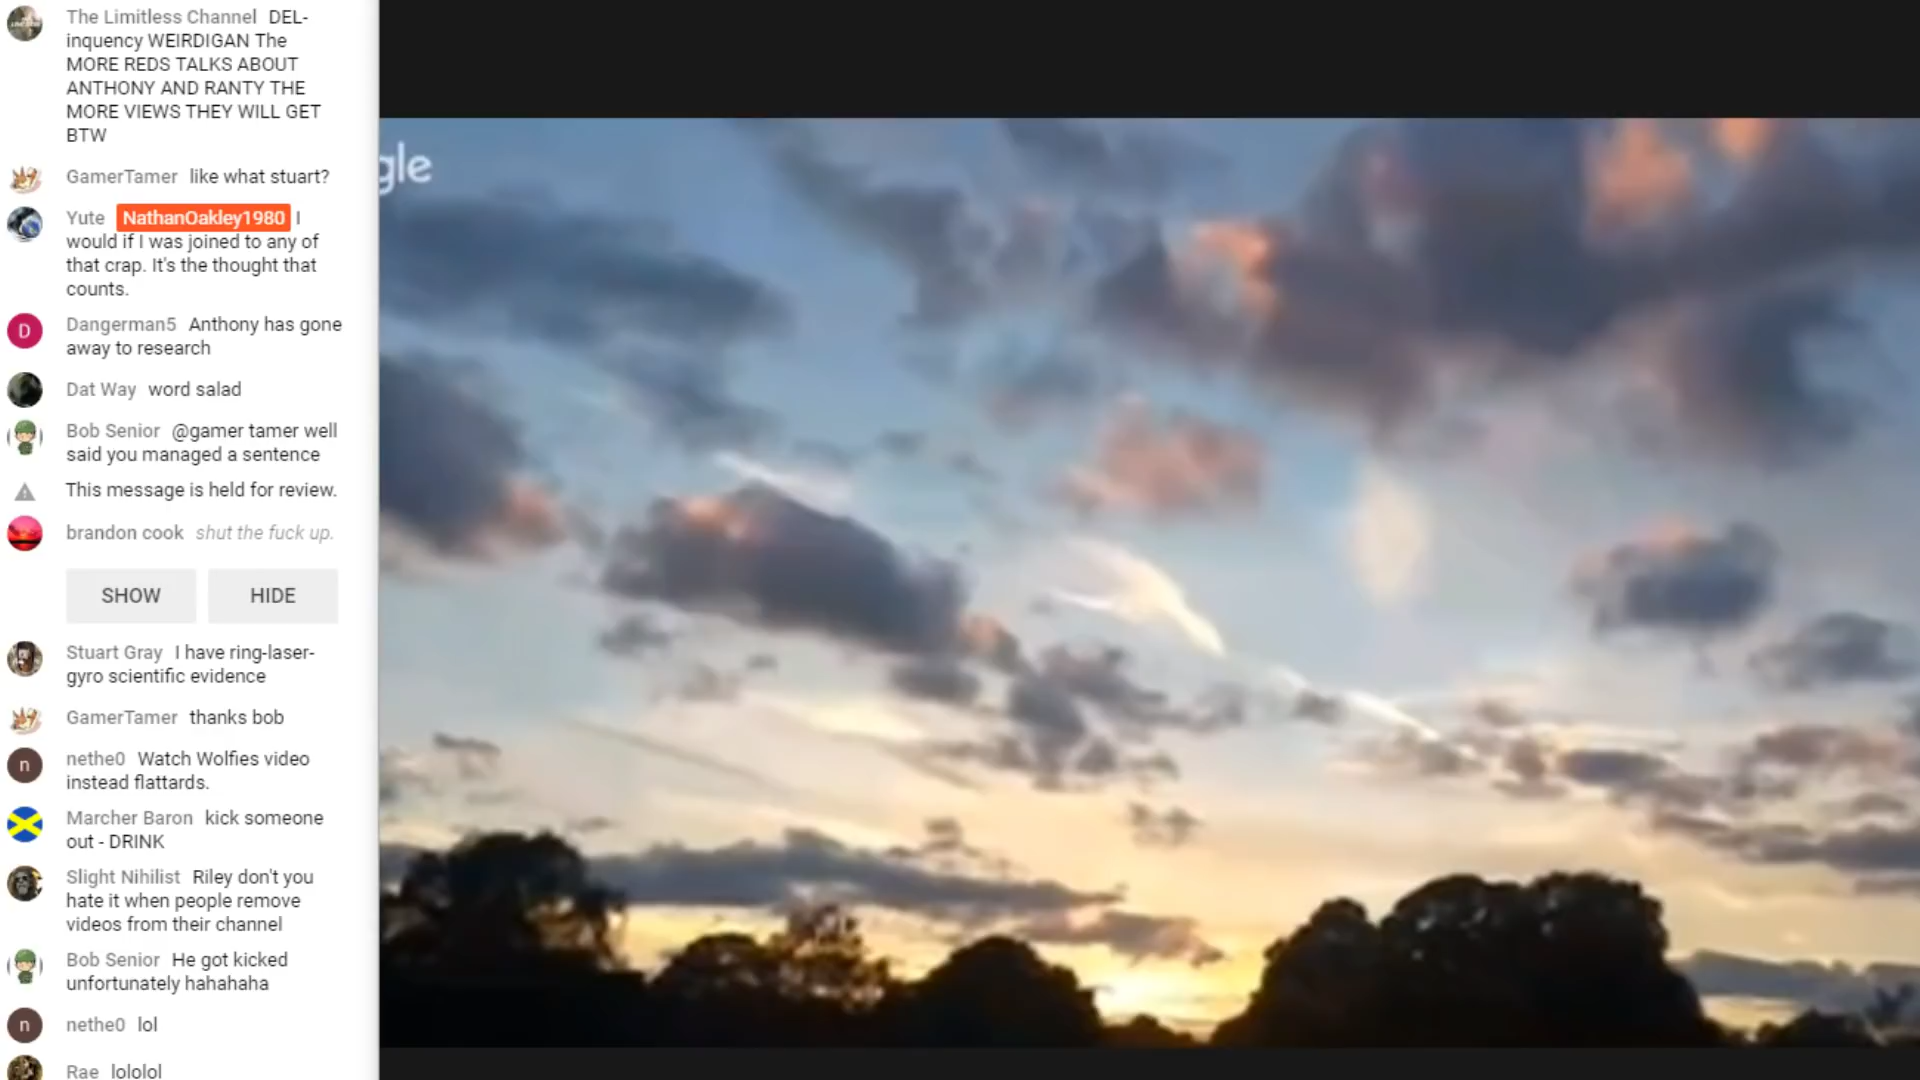 The Limitless Channel DEL-
inquency WEIRDIGAN The
MORE REDS TALKS ABOUT
ANTHONY AND RANTY THE
MORE VIEWS THEY WILL GET
BTW
GamerTamer like what stuart?
Yute NathanOakley1980 I
would if I was joined to any of
that crap. It's the thought that
counts.
D Dangerman5 Anthony has gone
away to research
Dat Way word salad
Bob Senior @gamer tamer well
said you managed a sentence
This message is held for review.
brandon cook shut the fuck up.
SHOW HIDE
Stuart Gray I have ring-laser-
gyro scientific evidence
GamerTamer thanks bob
n nethe0 Watch Wolfies video
instead flattards.
Marcher Baron kick someone
out - DRINK
Slight Nihilist Riley don't you
hate it when people remove
videos from their channel
Bob Senior He got kicked
unfortunately hahahaha
n nethe0 lol
Rae lololol
gle